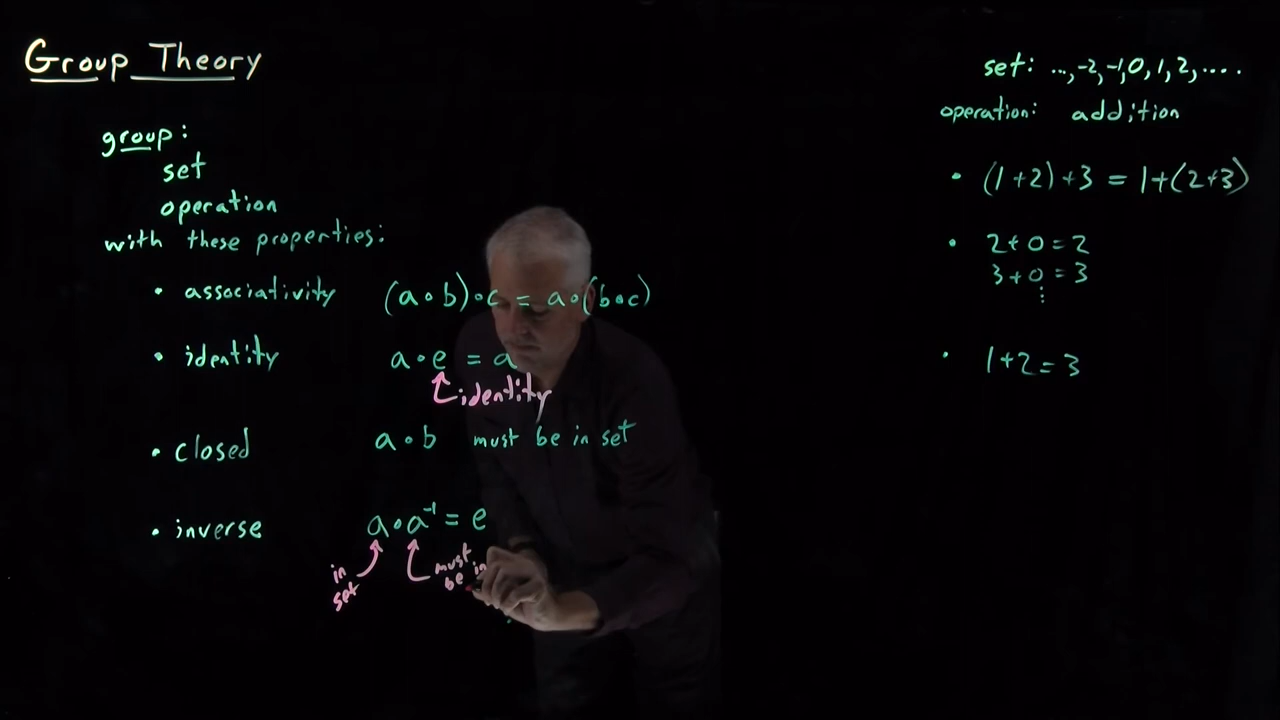 Group Theory
group:
set
operation
with these properties:
• associativity (a∘b)∘c = a∘(b∘c)
• identity a∘e = a
identity
• closed a∘b must be in set
• inverse a∘a⁻¹ = e
in set
must be in
set: ..., -2, -1, 0, 1, 2, ....
operation: addition
• (1+2)+3 = 1+(2+3)
• 2+0=2
3+0=3
⋮
• 1+2=3